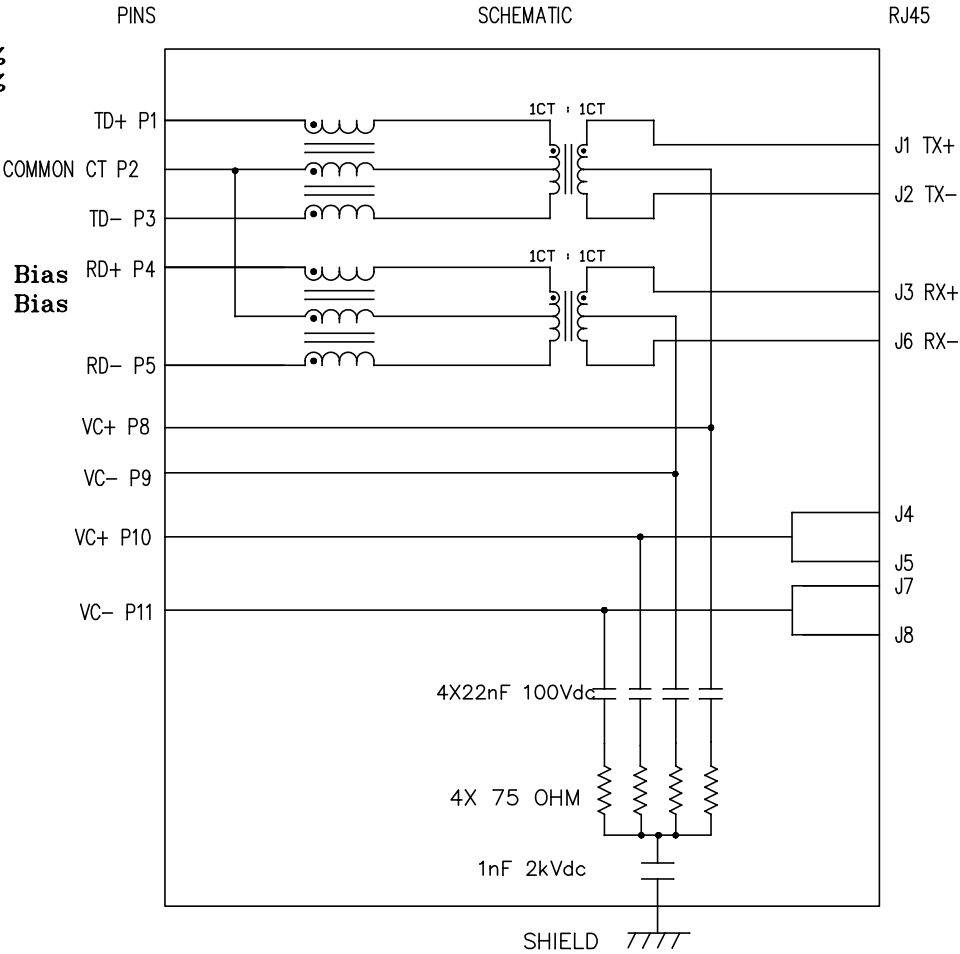 PINS SCHEMATIC RJ45
%
%
1CT : 1CT
TD+ P1
J1 TX+
COMMON CT P2
J2 TX-
TD- P3
1CT : 1CT
Bias RD+ P4
J3 RX+
Bias
J6 RX-
RD- P5
VC+ P8
VC- P9
J4
VC+ P10
J5
J7
VC- P11
J8
4X22nF 100Vdc
4X 75 OHM
1nF 2kVdc
SHIELD